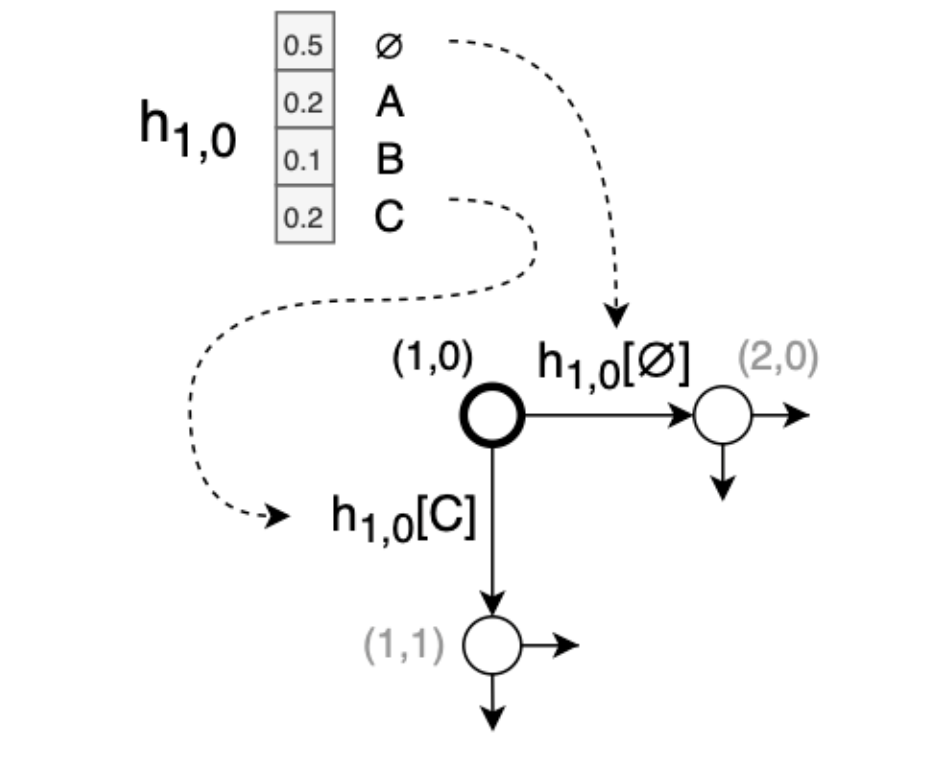 0.5 ∅
0.2 A
h1,0
0.1 B
0.2 C
(1,0) h1,0[∅] (2,0)
h1,0[C]
(1,1)